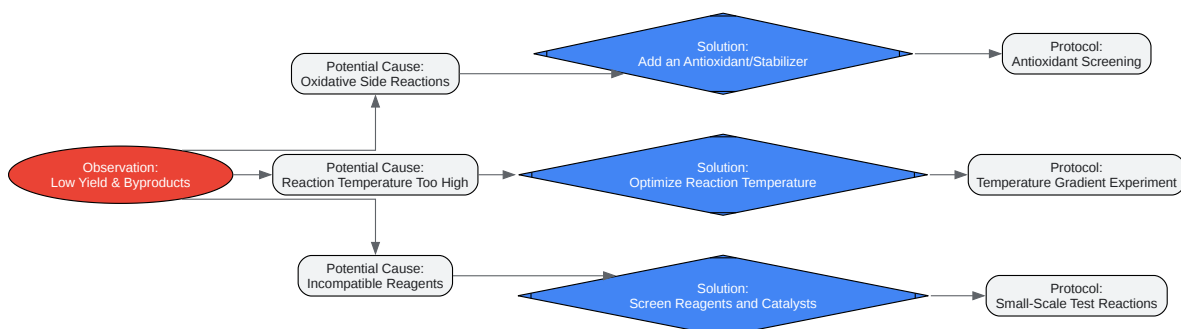 Potential Cause:
Oxidative Side Reactions
Solution:
Add an Antioxidant/Stabilizer
Protocol:
Antioxidant Screening
Observation:
Low Yield & Byproducts
Potential Cause:
Reaction Temperature Too High
Solution:
Optimize Reaction Temperature
Protocol:
Temperature Gradient Experiment
Potential Cause:
Incompatible Reagents
Solution:
Screen Reagents and Catalysts
Protocol:
Small-Scale Test Reactions